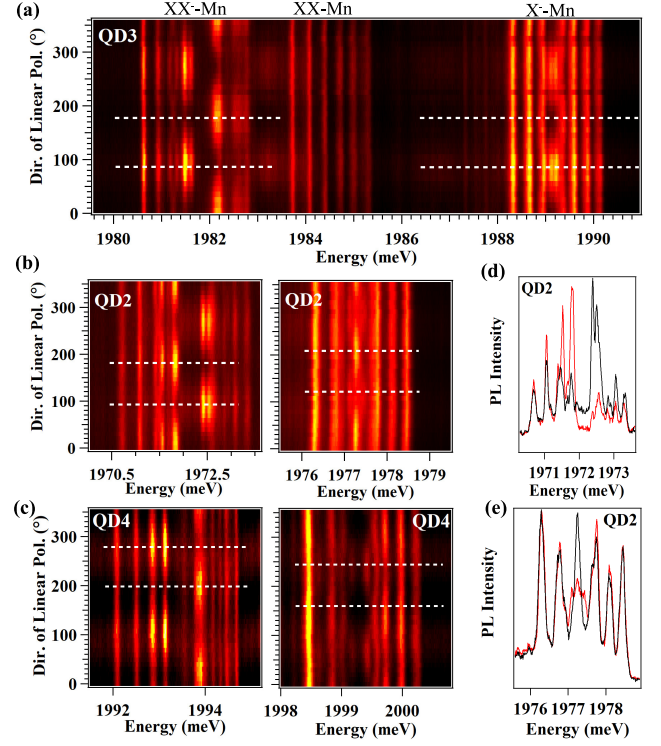 (a) XX⁻-Mn XX-Mn X⁻-Mn
QD3
Dir. of Linear Pol. (°)
300
200
100
0
1980 1982 1984 1986 1988 1990
Energy (meV)
(b)
QD2 QD2
Dir. of Linear Pol. (°)
300
200
100
0
1970.5 1972.5 1976 1977 1978 1979
Energy (meV) Energy (meV)
(d)
QD2
PL Intensity
1971 1972 1973
Energy (meV)
(c)
QD4 QD4
Dir. of Linear Pol. (°)
300
200
100
0
1992 1994 1998 1999 2000
Energy (meV) Energy (meV)
(e)
QD2
PL Intensity
1976 1977 1978
Energy (meV)